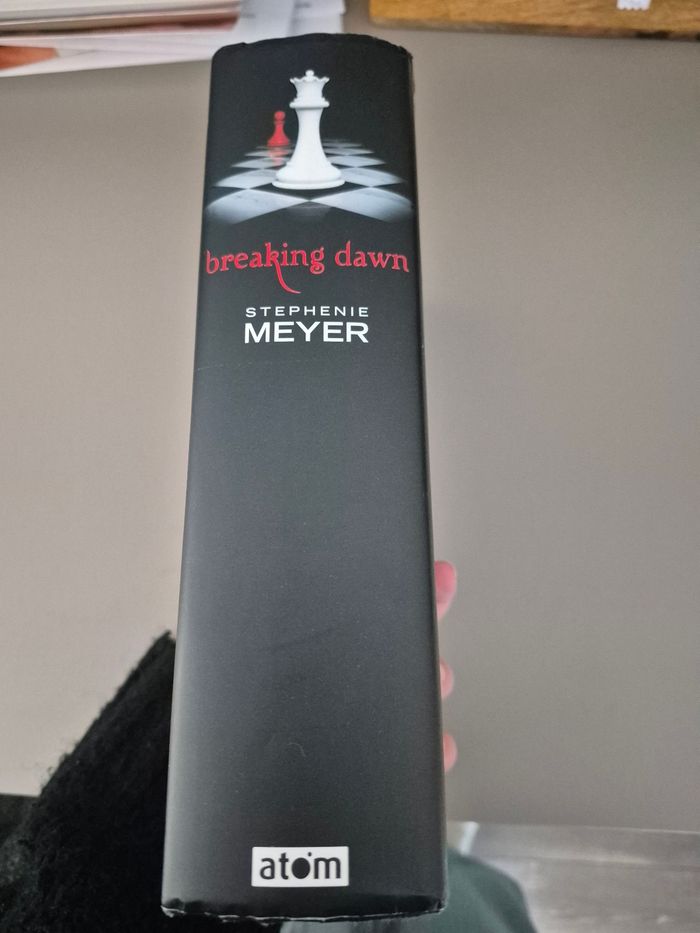 breaking dawn
STEPHENIE
MEYER
atom